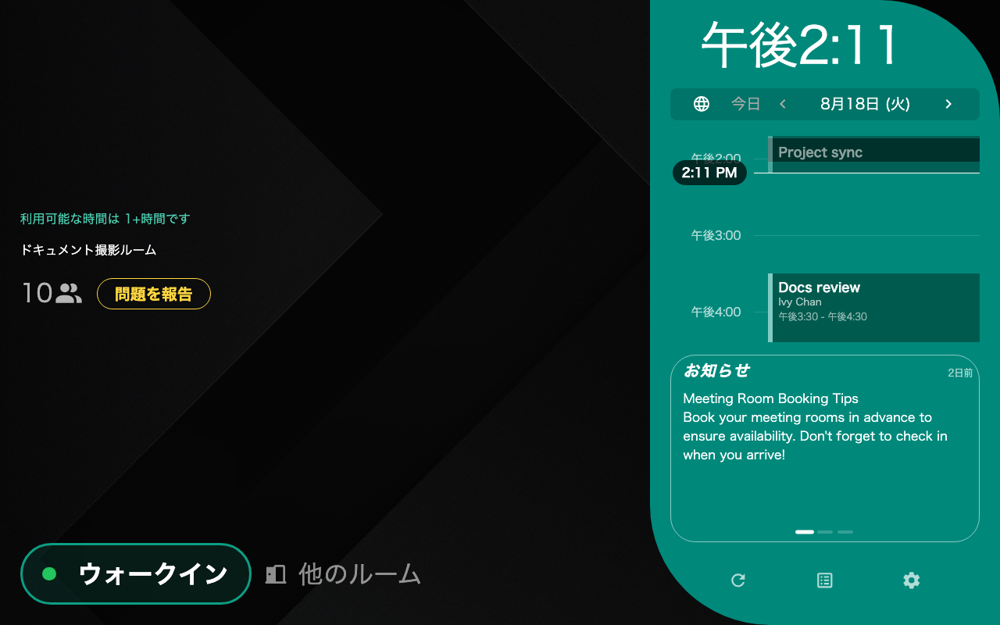 利用可能な時間は 1+時間です
ドキュメント撮影ルーム
10
問題を報告
ウォークイン
他のルーム
午後2:11
今日
8月18日 (火)
午後2:00
Project sync
2:11 PM
午後3:00
午後4:00
Docs review
Ivy Chan
午後3:30 - 午後4:30
お知らせ
2日前
Meeting Room Booking Tips
Book your meeting rooms in advance to
ensure availability. Don't forget to check in
when you arrive!